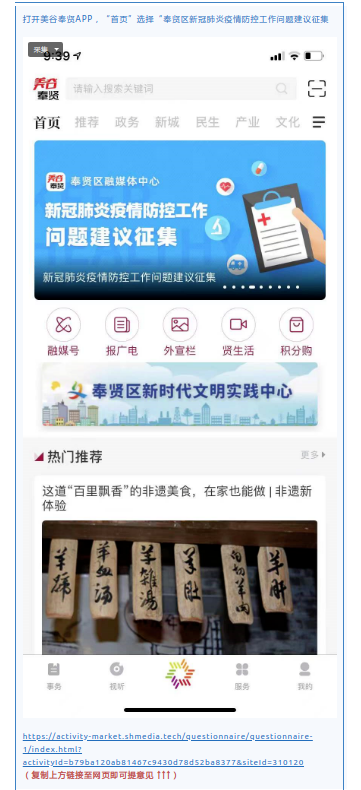 打开美谷奉贤APP，“首页”选择“奉贤区新冠肺炎疫情防控工作问题建议征集
采集
9:39
美谷
奉贤
请输入搜索关键词
首页 推荐 政务 新城 民生 产业 文化
美谷
奉贤
奉贤区融媒体中心
新冠肺炎疫情防控工作
问题建议征集
新冠肺炎疫情防控工作问题建议征集
融媒号 报广电 外宣栏 贤生活 积分购
奉贤区新时代文明实践中心
热门推荐 更多
这道“百里飘香”的非遗美食，在家也能做 | 非遗新
体验
羊蹄 羊血汤 羊雜湯 羊肚 白切羊肉 羊肝
事务 视听 服务 我的
https://activity-market.shmedia.tech/questionnaire/questionnaire-
1/index.html?
activityId=b79ba120ab81467c9430d78d52ba8377&siteId=310120
（ 复制上方链接至网页即可提意见 ↑↑↑ ）